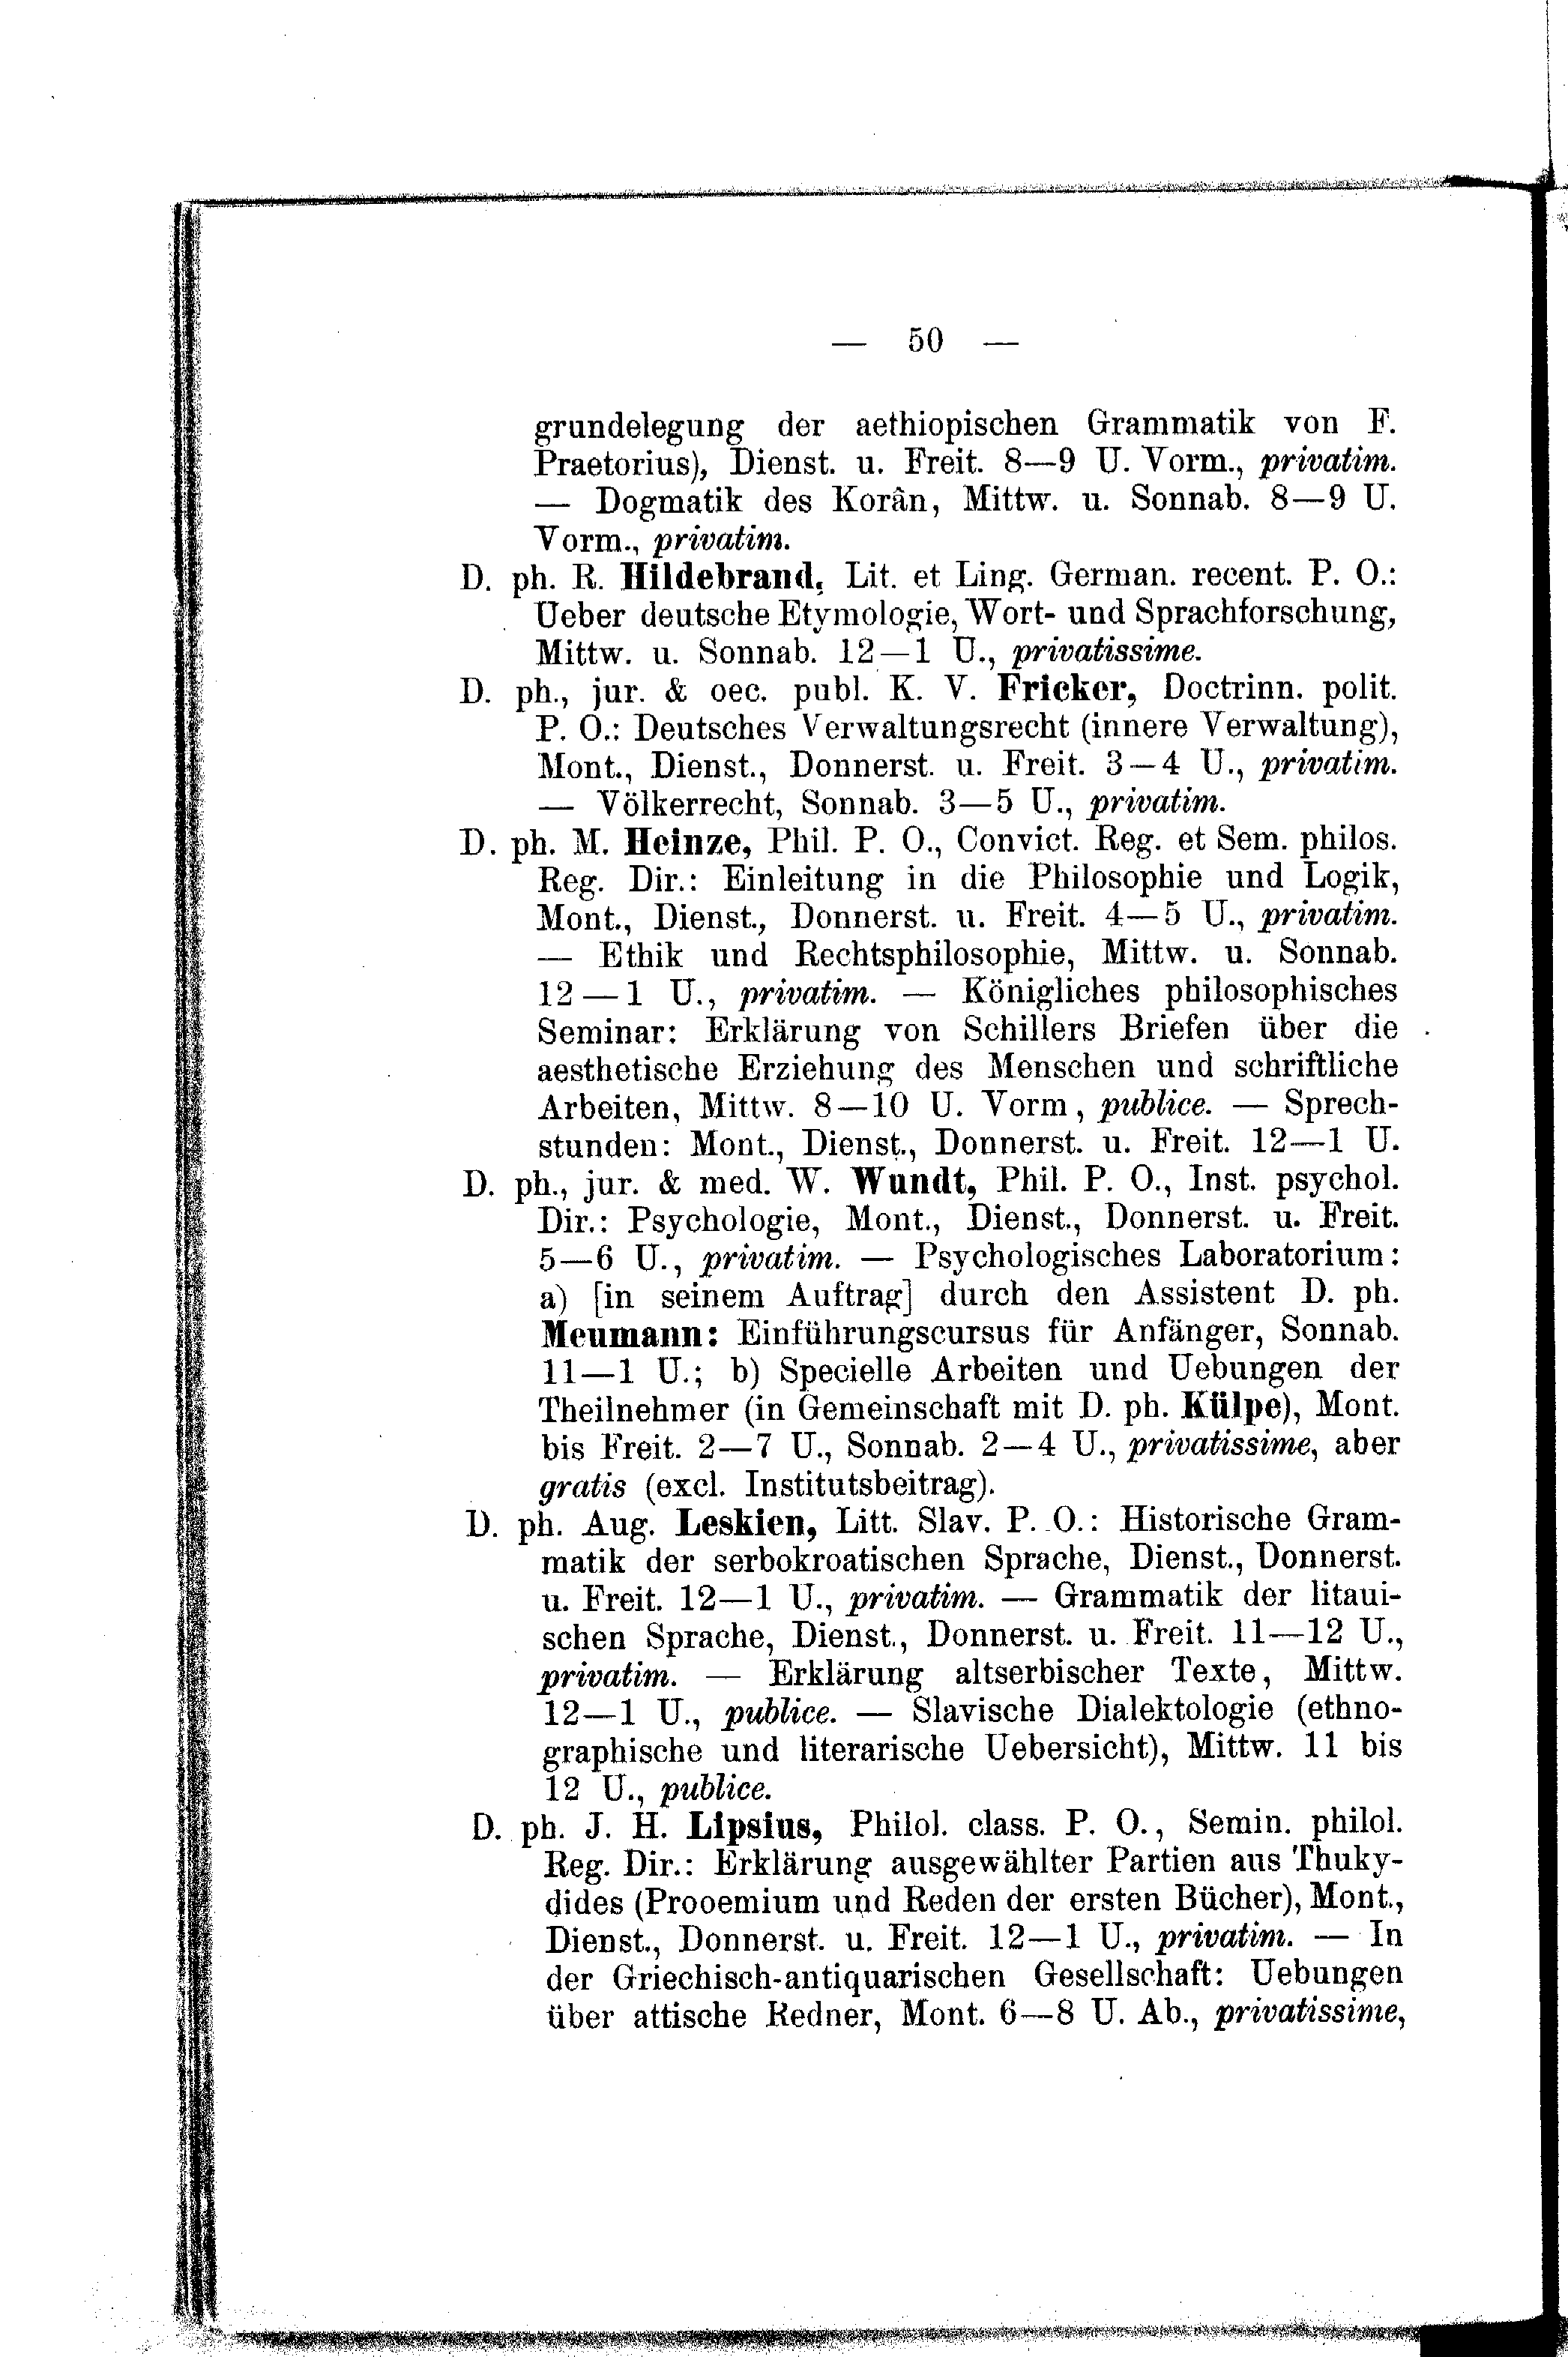 — 50 —
grundelegung der aethiopischen Grammatik von F.
Praetorius), Dienst. u. Freit. 8—9 U. Vorm., privatim.
— Dogmatik des Korân, Mittw. u. Sonnab. 8—9 U.
Vorm., privatim.
D. ph. R. Hildebrand, Lit. et Ling. German. recent. P. O.:
Ueber deutsche Etymologie, Wort- und Sprachforschung,
Mittw. u. Sonnab. 12—1 U., privatissime.
D. ph., jur. & oec. publ. K. V. Fricker, Doctrinn. polit.
P. O.: Deutsches Verwaltungsrecht (innere Verwaltung),
Mont., Dienst., Donnerst. u. Freit. 3—4 U., privatim.
— Völkerrecht, Sonnab. 3—5 U., privatim.
D. ph. M. Heinze, Phil. P. O., Convict. Reg. et Sem. philos.
Reg. Dir.: Einleitung in die Philosophie und Logik,
Mont., Dienst., Donnerst. u. Freit. 4—5 U., privatim.
— Ethik und Rechtsphilosophie, Mittw. u. Sonnab.
12—1 U., privatim. — Königliches philosophisches
Seminar: Erklärung von Schillers Briefen über die
aesthetische Erziehung des Menschen und schriftliche
Arbeiten, Mittw. 8—10 U. Vorm, publice. — Sprech-
stunden: Mont., Dienst., Donnerst. u. Freit. 12—1 U.
D. ph., jur. & med. W. Wundt, Phil. P. O., Inst. psychol.
Dir.: Psychologie, Mont., Dienst., Donnerst. u. Freit.
5—6 U., privatim. — Psychologisches Laboratorium:
a) [in seinem Auftrag] durch den Assistent D. ph.
Meumann: Einführungscursus für Anfänger, Sonnab.
11—1 U.; b) Specielle Arbeiten und Uebungen der
Theilnehmer (in Gemeinschaft mit D. ph. Külpe), Mont.
bis Freit. 2—7 U., Sonnab. 2—4 U., privatissime, aber
gratis (excl. Institutsbeitrag).
D. ph. Aug. Leskien, Litt. Slav. P. O.: Historische Gram-
matik der serbokroatischen Sprache, Dienst., Donnerst.
u. Freit. 12—1 U., privatim. — Grammatik der litaui-
schen Sprache, Dienst., Donnerst. u. Freit. 11—12 U.,
privatim. — Erklärung altserbischer Texte, Mittw.
12—1 U., publice. — Slavische Dialektologie (ethno-
graphische und literarische Uebersicht), Mittw. 11 bis
12 U., publice.
D. ph. J. H. Lipsius, Philol. class. P. O., Semin. philol.
Reg. Dir.: Erklärung ausgewählter Partien aus Thuky-
dides (Prooemium und Reden der ersten Bücher), Mont.,
Dienst., Donnerst. u. Freit. 12—1 U., privatim. — In
der Griechisch-antiquarischen Gesellschaft: Uebungen
über attische Redner, Mont. 6—8 U. Ab., privatissime,